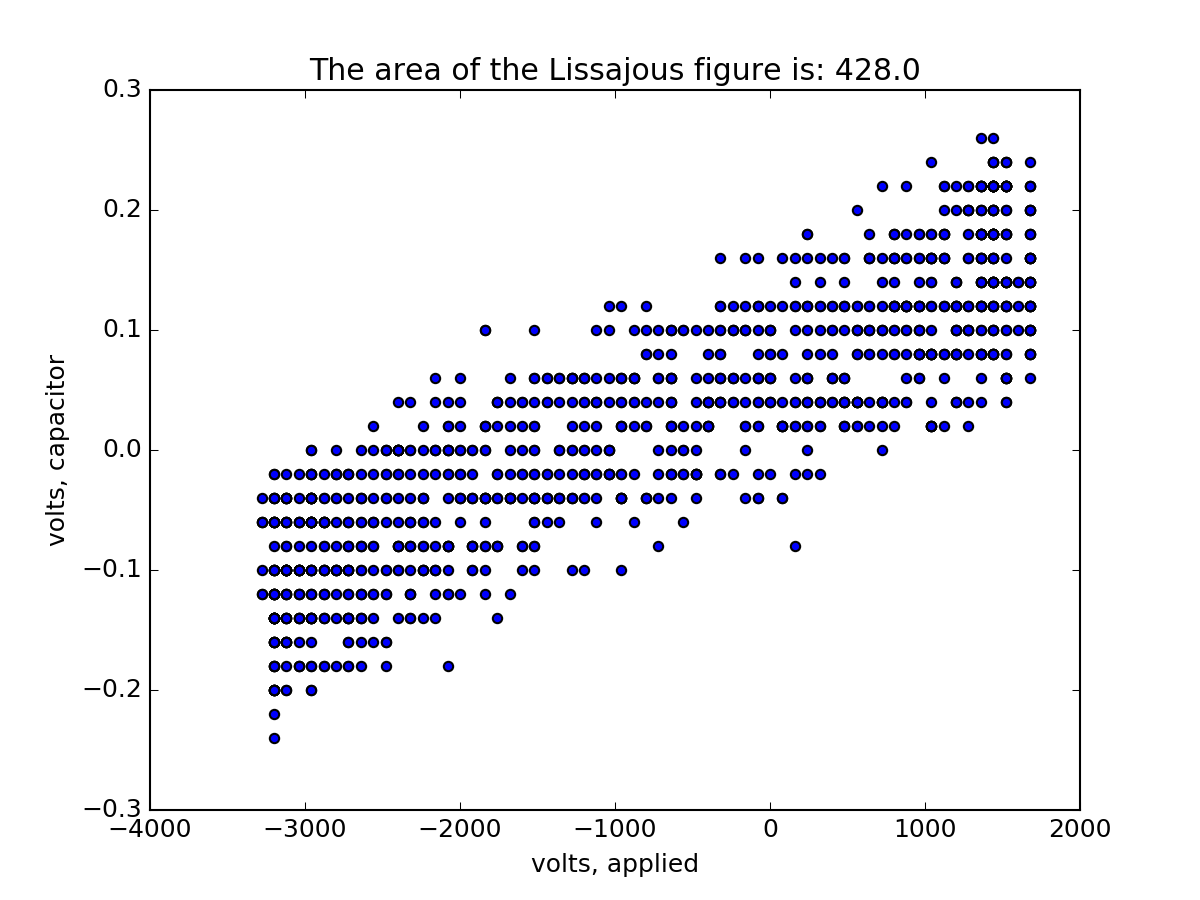 The area of the Lissajous figure is: 428.0
0.3
0.2
0.1
0.0
−0.1
−0.2
−0.3
−4000 −3000 −2000 −1000 0 1000 2000
volts, applied
volts, capacitor